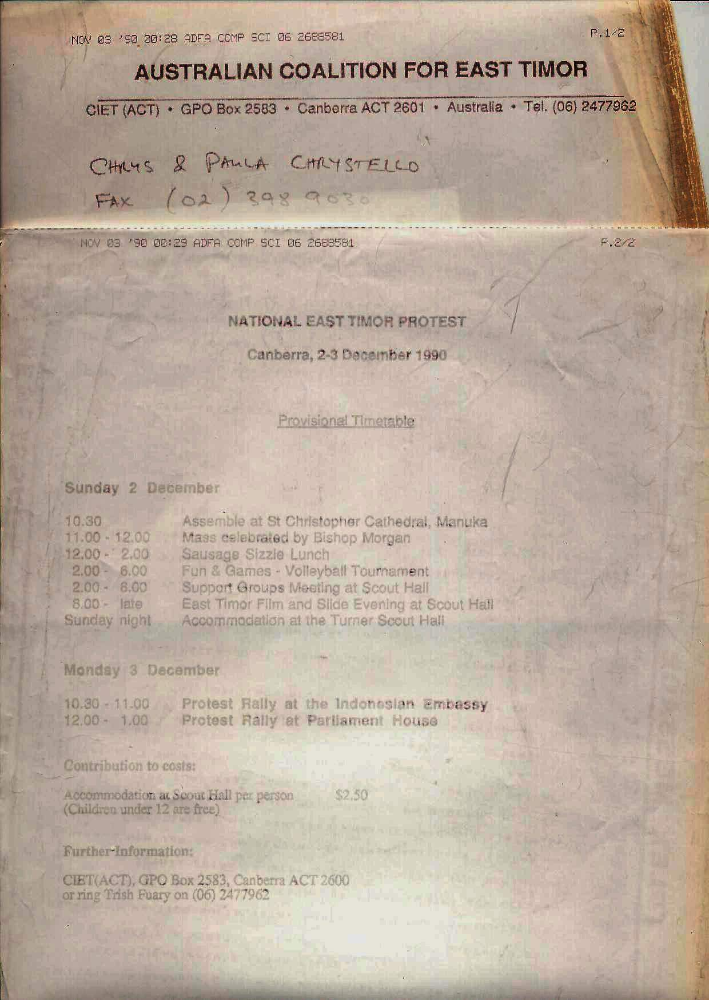 NOV 03 '90 00:28 ADFA COMP SCI 06 2688581 P.1/2
AUSTRALIAN COALITION FOR EAST TIMOR
CIET (ACT) • GPO Box 2583 • Canberra ACT 2601 • Australia • Tel. (06) 2477962
CHRYS & PAULA CHRYSTELLO
FAX (02) 398 9030
NOV 03 '90 00:29 ADFA COMP SCI 06 2688581 P.2/2
NATIONAL EAST TIMOR PROTEST
Canberra, 2-3 December 1990
Provisional Timetable
Sunday 2 December
10.30 Assemble at St Christopher Cathedral, Manuka
11.00 - 12.00 Mass celebrated by Bishop Morgan
12.00 - 2.00 Sausage Sizzle Lunch
2.00 - 6.00 Fun & Games - Volleyball Tournament
2.00 - 6.00 Support Groups Meeting at Scout Hall
8.00 - late East Timor Film and Slide Evening at Scout Hall
Sunday night Accommodation at the Turner Scout Hall
Monday 3 December
10.30 - 11.00 Protest Rally at the Indonesian Embassy
12.00 - 1.00 Protest Rally at Parliament House
Contribution to costs:
Accommodation at Scout Hall per person $2.50
(Children under 12 are free)
Further Information:
CIET(ACT), GPO Box 2583, Canberra ACT 2600
or ring Trish Fuary on (06) 2477962